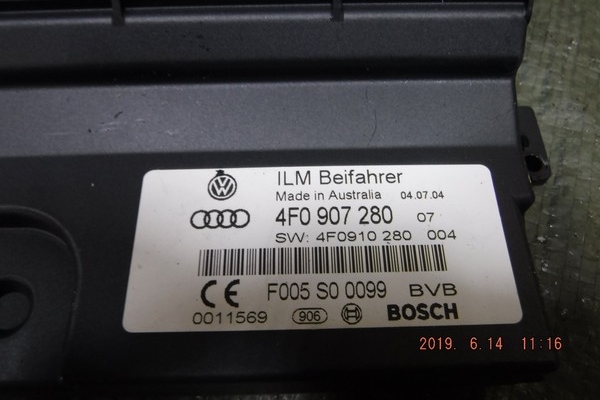 ILM Beifahrer
Made in Australia 04.07.04
4F0 907 280 07
SW: 4F0910 280 004
CE F005 S0 0099 BVB
0011569 906 BOSCH
2019. 6.14 11:16